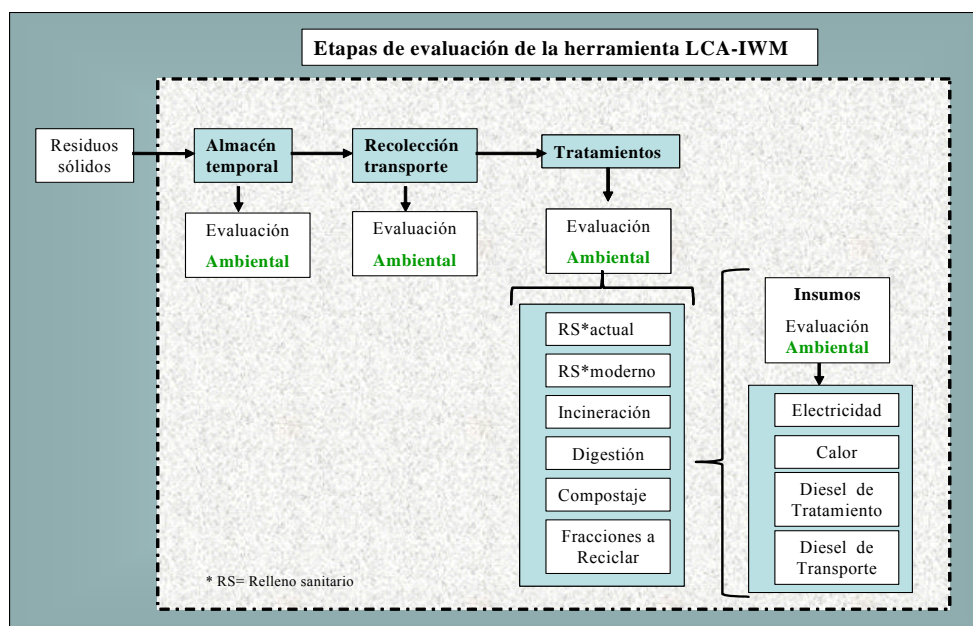 Etapas de evaluación de la herramienta LCA-IWM
Residuos
sólidos
Almacén
temporal
Recolección
transporte
Tratamientos
Evaluación
Ambiental
Evaluación
Ambiental
Evaluación
Ambiental
RS*actual
RS*moderno
Incineración
Digestión
Compostaje
Fracciones a
Reciclar
Insumos
Evaluación
Ambiental
Electricidad
Calor
Diesel de
Tratamiento
Diesel de
Transporte
* RS= Relleno sanitario